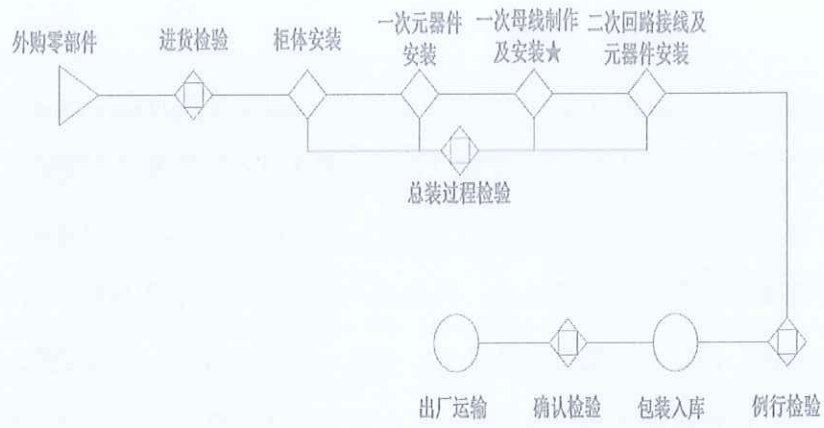 外购零部件
进货检验
柜体安装
一次元器件
安装
一次母线制作
及安装★
二次回路接线及
元器件安装
总装过程检验
出厂运输
确认检验
包装入库
例行检验